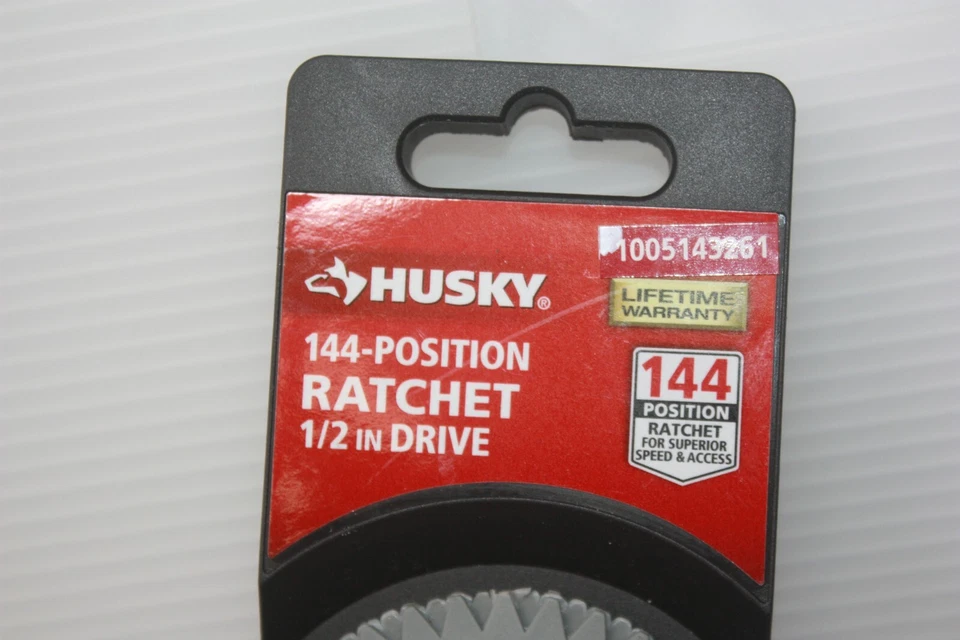 HUSKY®
144-POSITION
RATCHET
1/2 IN DRIVE
1005143261
LIFETIME
WARRANTY
144
POSITION
RATCHET
FOR SUPERIOR
SPEED & ACCESS